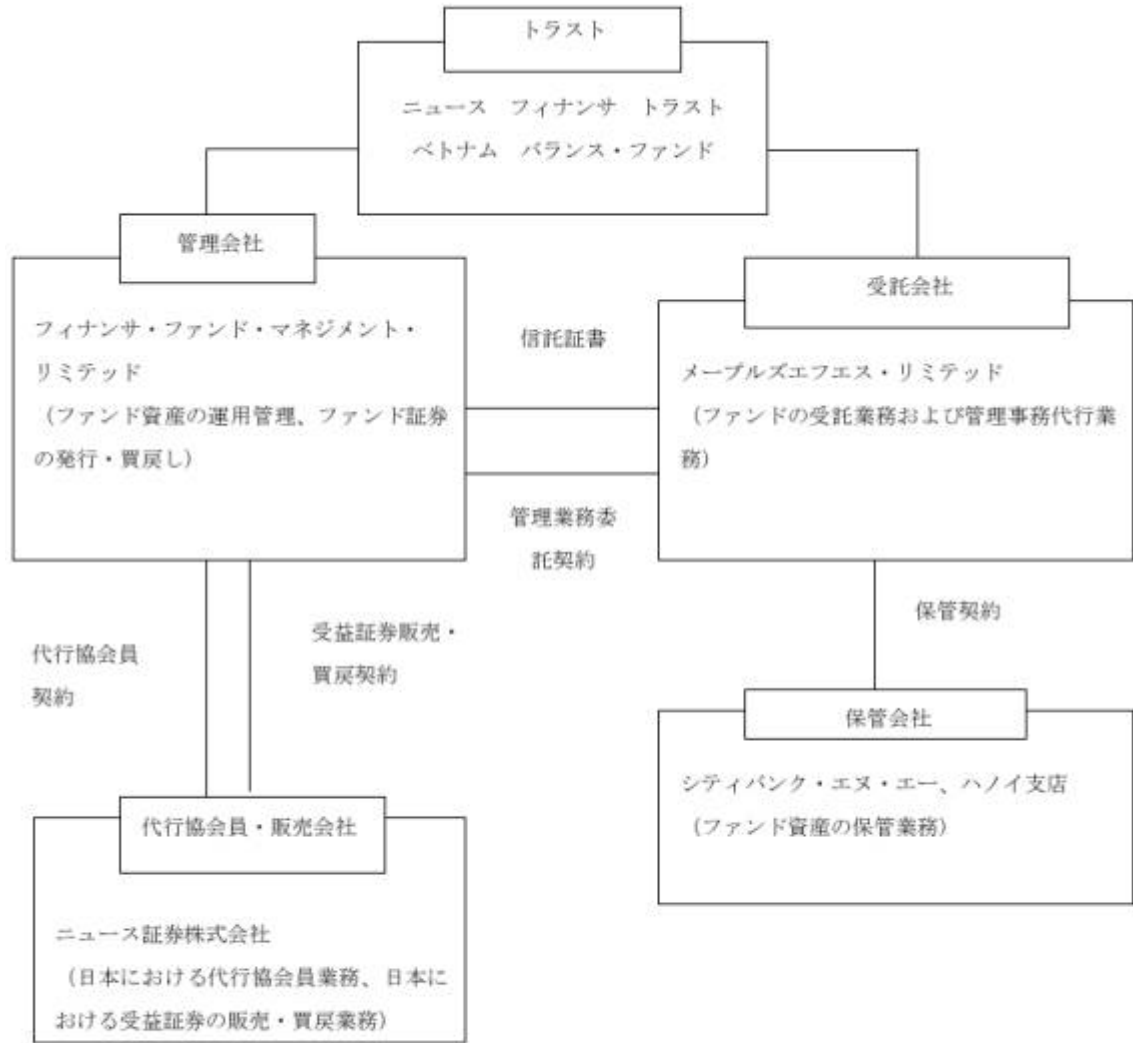 トラスト
ニュース　フィナンサ　トラスト
ベトナム　バランス・ファンド
管理会社
フィナンサ・ファンド・マネジメント・
リミテッド
（ファンド資産の運用管理、ファンド証券
の発行・買戻し）
信託証書
管理業務委
託契約
受託会社
メープルズエフエス・リミテッド
（ファンドの受託業務および管理事務代行業
務）
代行協会員
契約
受益証券販売・
買戻契約
保管契約
保管会社
シティバンク・エヌ・エー、ハノイ支店
（ファンド資産の保管業務）
代行協会員・販売会社
ニュース証券株式会社
（日本における代行協会員業務、日本に
おける受益証券の販売・買戻業務）